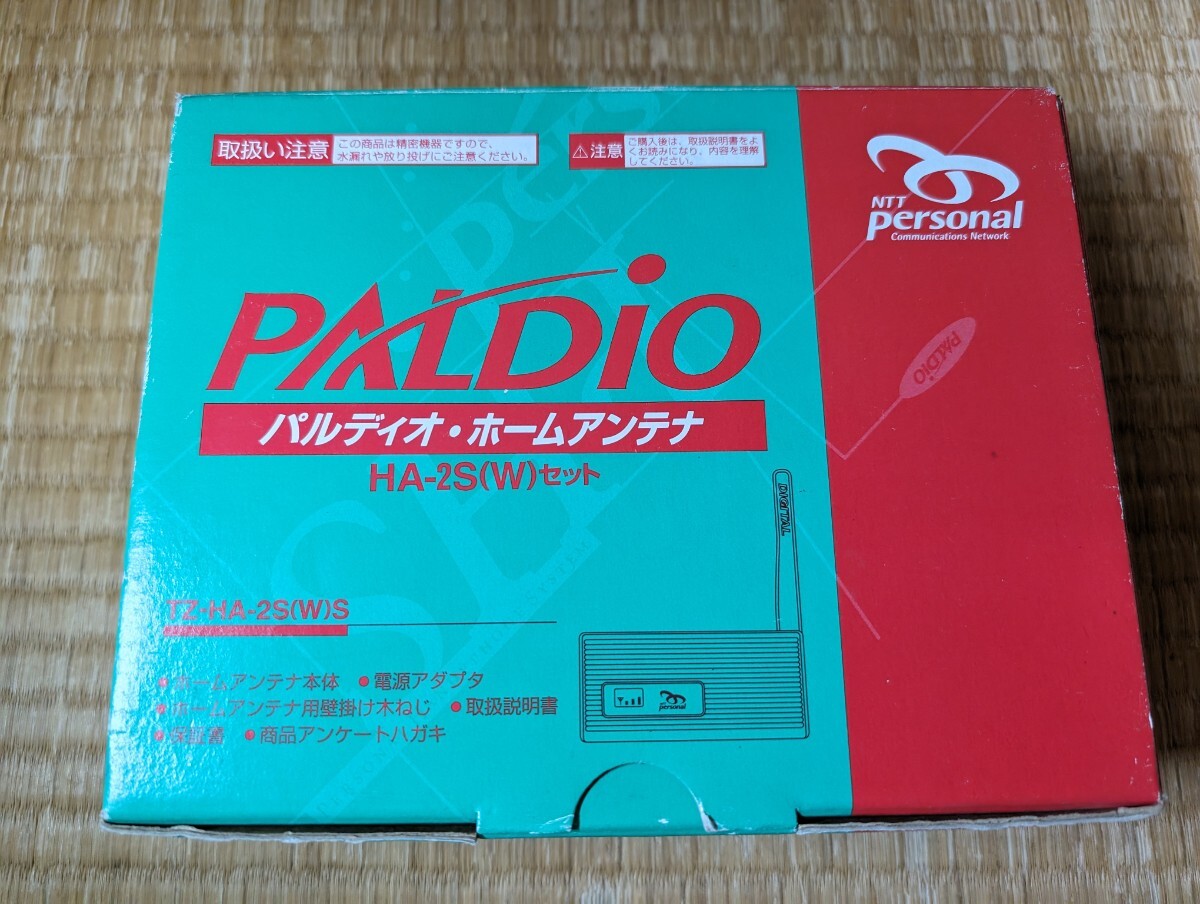 取扱い注意
この商品は精密機器ですので、
水漏れや放り投げにご注意ください。
⚠注意
ご購入後は、取扱説明書をよ
くお読みになり、内容を理解
してください。
NTT
personal
Communications Network
PALDiO
PALDiO
パルディオ・ホームアンテナ
HA-2S(W)セット
DIGITAL
TZ-HA-2S(W)S
•ホームアンテナ本体 •電源アダプタ
•ホームアンテナ用壁掛け木ねじ •取扱説明書
•保証書 •商品アンケートハガキ
NTT
personal